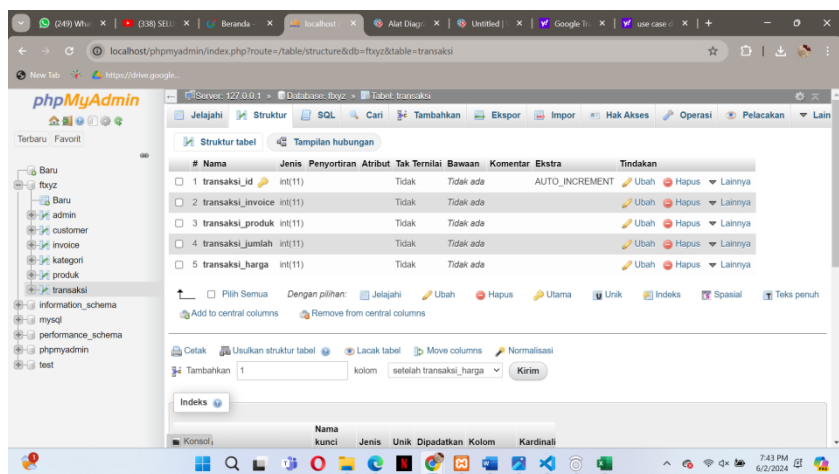 (249) Wha
(338) SELU
Beranda -
localhost /
Alat Diagr
Untitled |
Google Tr
use case d
localhost/phpmyadmin/index.php?route=/table/structure&db=ftxyz&table=transaksi
New Tab
https://drive.google...
phpMyAdmin
Terbaru Favorit
Baru
ftxyz
Baru
admin
customer
invoice
kategori
produk
transaksi
information_schema
mysql
performance_schema
phpmyadmin
test
Server: 127.0.0.1 » Database: ftxyz » Tabel: transaksi
Jelajahi Struktur SQL Cari Tambahkan Ekspor Impor Hak Akses Operasi Pelacakan Lain
Struktur tabel Tampilan hubungan
# Nama Jenis Penyortiran Atribut Tak Ternilai Bawaan Komentar Ekstra Tindakan
1 transaksi_id int(11) Tidak Tidak ada AUTO_INCREMENT Ubah Hapus Lainnya
2 transaksi_invoice int(11) Tidak Tidak ada Ubah Hapus Lainnya
3 transaksi_produk int(11) Tidak Tidak ada Ubah Hapus Lainnya
4 transaksi_jumlah int(11) Tidak Tidak ada Ubah Hapus Lainnya
5 transaksi_harga int(11) Tidak Tidak ada Ubah Hapus Lainnya
Pilih Semua Dengan pilihan: Jelajahi Ubah Hapus Utama Unik Indeks Spasial Teks penuh
Add to central columns Remove from central columns
Cetak Usulkan struktur tabel Lacak tabel Move columns Normalisasi
Tambahkan 1 kolom setelah transaksi_harga Kirim
Indeks
Nama
kunci Jenis Unik Dipadatkan Kolom Kardinali
Konsol
7:43 PM
6/2/2024